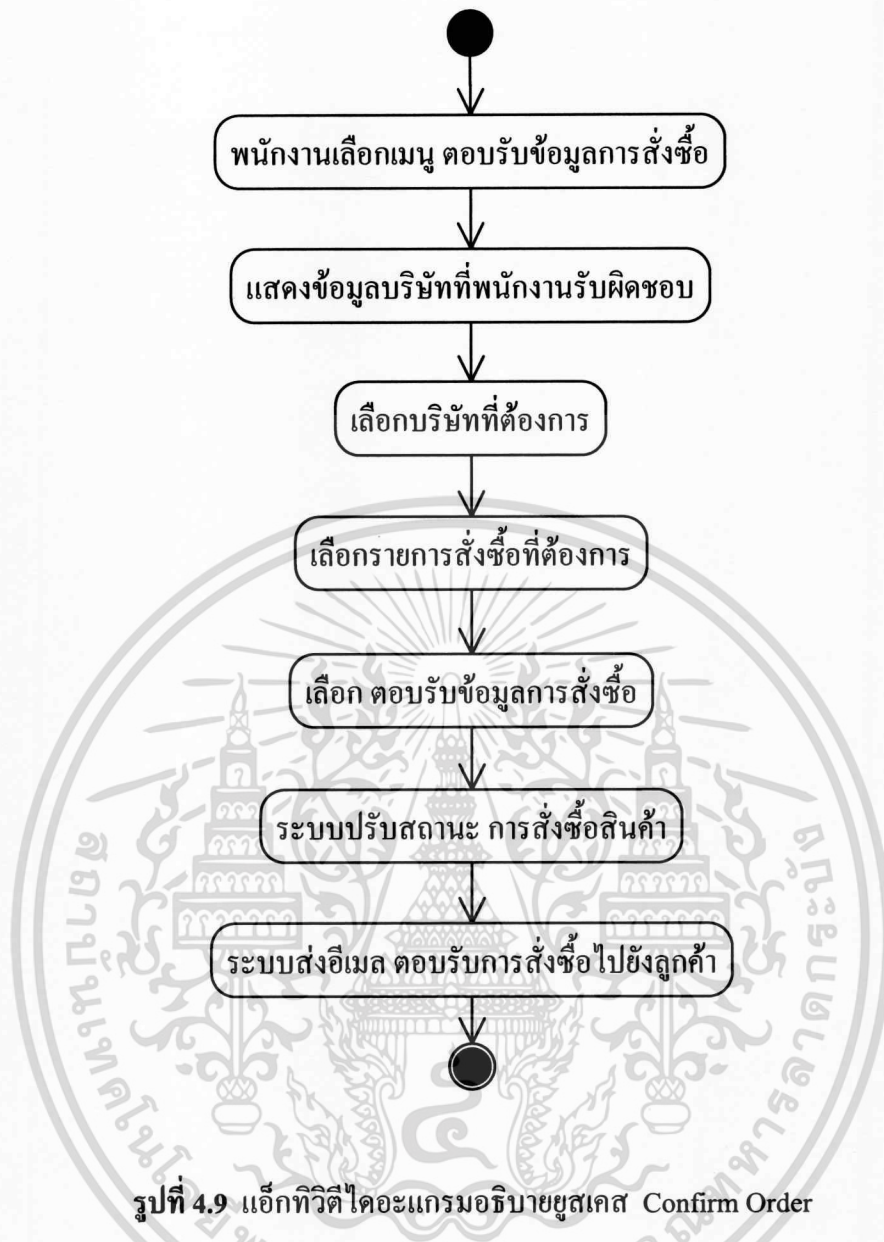 พนักงานเลือกเมนู ตอบรับข้อมูลการสั่งซื้อ
แสดงข้อมูลบริษัทที่พนักงานรับผิดชอบ
เลือกบริษัทที่ต้องการ
เลือกรายการสั่งซื้อที่ต้องการ
เลือก ตอบรับข้อมูลการสั่งซื้อ
ระบบปรับสถานะ การสั่งซื้อสินค้า
ระบบส่งอีเมล ตอบรับการสั่งซื้อไปยังลูกค้า
รูปที่ 4.9 แอ็กทิวิตีไดอะแกรมอธิบายยูสเคส Confirm Order